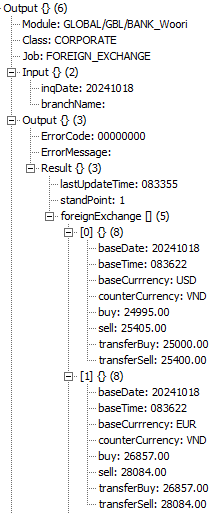 Output {} (6)
Module: GLOBAL/GBL/BANK_Woori
Class: CORPORATE
Job: FOREIGN_EXCHANGE
Input {} (2)
inqDate: 20241018
branchName:
Output {} (3)
ErrorCode: 00000000
ErrorMessage:
Result {} (3)
lastUpdateTime: 083355
standPoint: 1
foreignExchange [] (5)
[0] {} (8)
baseDate: 20241018
baseTime: 083622
baseCurrrency: USD
counterCurrency: VND
buy: 24995.00
sell: 25405.00
transferBuy: 25000.00
transferSell: 25400.00
[1] {} (8)
baseDate: 20241018
baseTime: 083622
baseCurrrency: EUR
counterCurrency: VND
buy: 26857.00
sell: 28084.00
transferBuy: 26857.00
transferSell: 28084.00